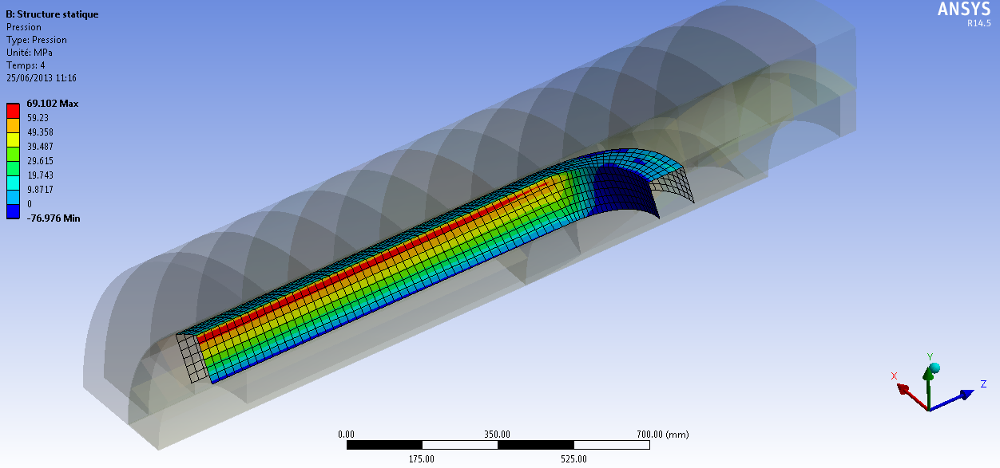 B: Structure statique
Pression
Type: Pression
Unité: MPa
Temps: 4
25/06/2013 11:16
69.102 Max
59.23
49.358
39.487
29.615
19.743
9.8717
0
-76.976 Min
ANSYS
R14.5
Y
X
Z
0.00 350.00 700.00 (mm)
175.00 525.00